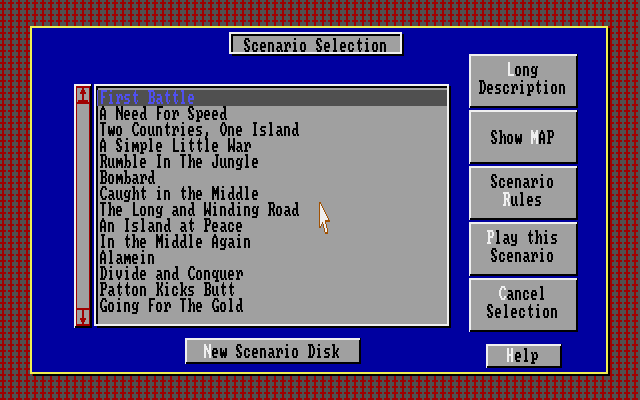 Scenario Selection
First Battle
A Need For Speed
Two Countries, One Island
A Simple Little War
Rumble In The Jungle
Bombard
Caught in the Middle
The Long and Winding Road
An Island at Peace
In the Middle Again
Alamein
Divide and Conquer
Patton Kicks Butt
Going For The Gold
New Scenario Disk
Long
Description
Show MAP
Scenario
Rules
Play this
Scenario
Cancel
Selection
Help